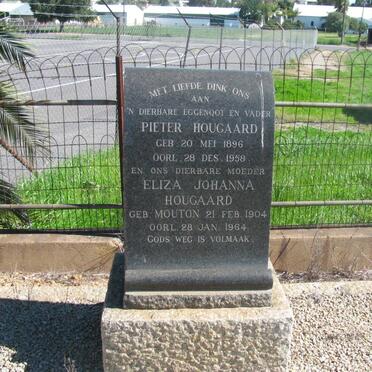 MET LIEFDE DINK ONS
AAN
'N DIERBARE EGGENOOT EN VADER
PIETER HOUGAARD
GEB. 20 MEI 1896
OORL. 28 DES. 1958
EN ONS DIERBARE MOEDER
ELIZA JOHANNA
HOUGAARD
GEB. MOUTON 21 FEB. 1904
OORL. 28 JAN. 1964
GODS WEG IS VOLMAAK.